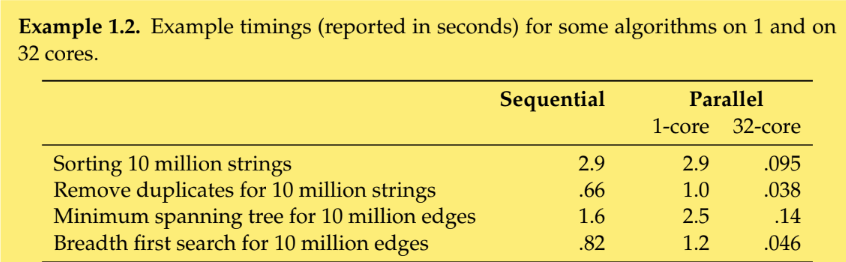 Example 1.2. Example timings (reported in seconds) for some algorithms on 1 and on
32 cores.
Sequential Parallel
1-core 32-core
Sorting 10 million strings 2.9 2.9 .095
Remove duplicates for 10 million strings .66 1.0 .038
Minimum spanning tree for 10 million edges 1.6 2.5 .14
Breadth first search for 10 million edges .82 1.2 .046